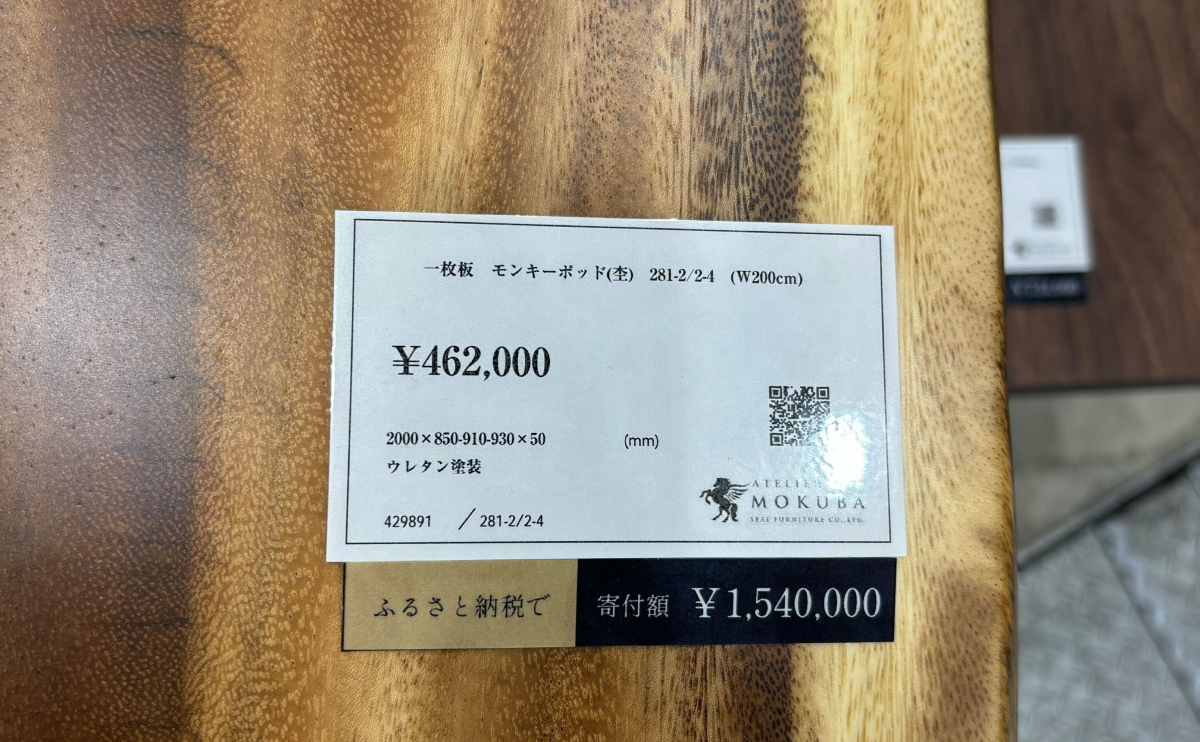 一枚板 モンキーポッド(杢) 281-2/2-4 (W200cm)
¥462,000
2000×850-910-930×50 (mm)
ウレタン塗装
429891 / 281-2/2-4
ATELIER
MOKUBA
SEKI FURNITURE CO.,LTD.
ふるさと納税で 寄付額 ¥1,540,000